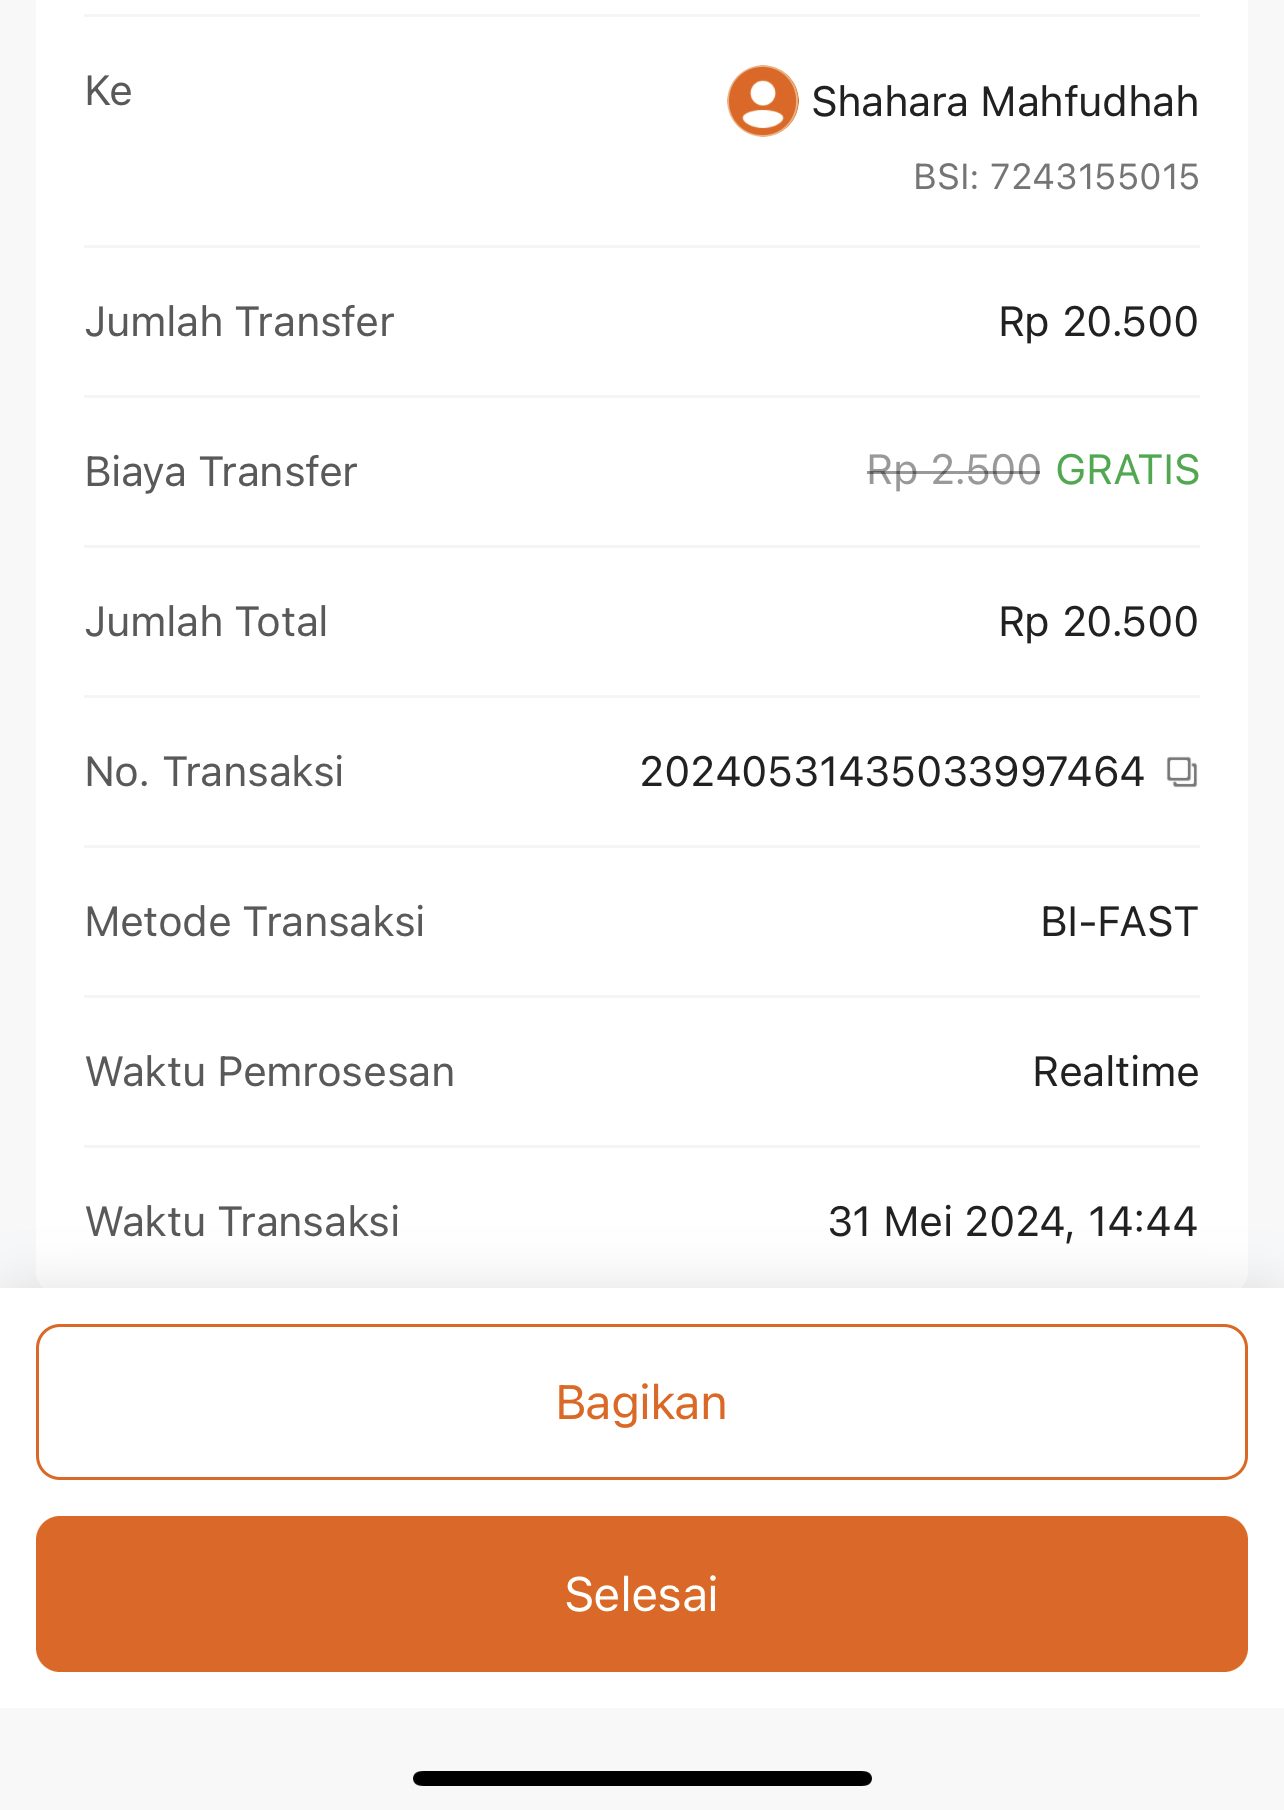 Ke
Shahara Mahfudhah
BSI: 7243155015
Jumlah Transfer
Rp 20.500
Biaya Transfer
Rp 2.500 GRATIS
Jumlah Total
Rp 20.500
No. Transaksi
20240531435033997464
Metode Transaksi
BI-FAST
Waktu Pemrosesan
Realtime
Waktu Transaksi
31 Mei 2024, 14:44
Bagikan
Selesai